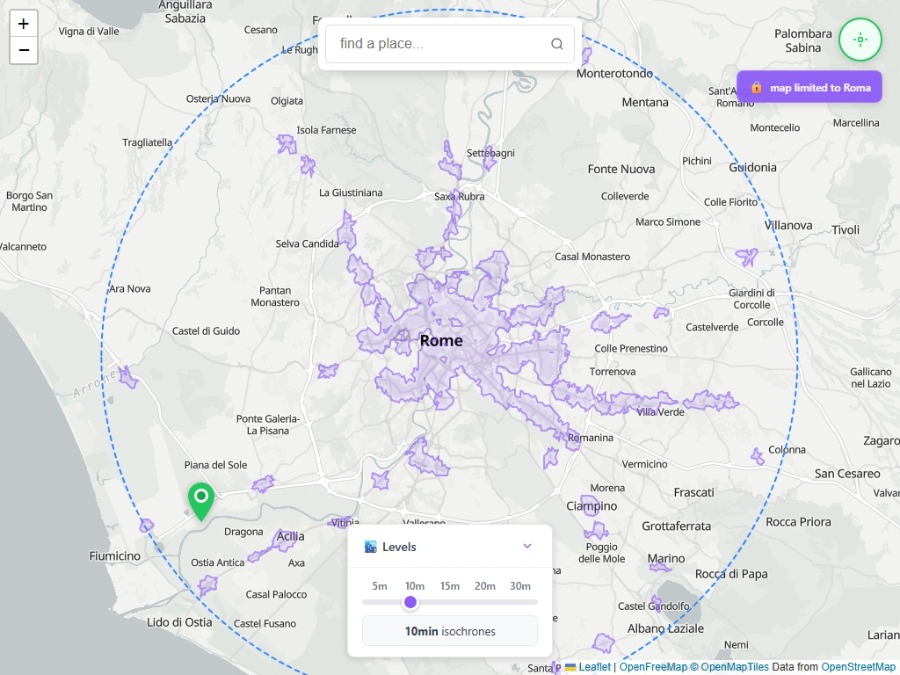 +
−
Anguillara
Sabazia
Vigna di Valle
Cesano
Le Rugh
find a place...
Palombara
Sabina
Monterotondo
map limited to Roma
Sant'A
Romano
Osteria Nuova
Olgiata
Mentana
Isola Farnese
Montecelio
Marcellina
Tragliatella
Settebagni
Pichini
Guidonia
Fonte Nuova
Borgo San
Martino
La Giustiniana
Saxa Rubra
Colleverde
Colle Fiorito
Marco Simone
Villanova
Tivoli
Valcanneto
Selva Candida
Casal Monastero
Ara Nova
Pantan
Monastero
Giardini di
Corcolle
Castel di Guido
Castelverde
Corcolle
Rome
Colle Prenestino
Gallicano
nel Lazio
Torrenova
Arrone
Villa Verde
Ponte Galeria-
La Pisana
Romanina
Zagaro
Colonna
Piana del Sole
Vermicino
San Cesareo
Morena
Frascati
Valvar
Ciampino
Vitinia
Vallerano
Rocca Priora
Dragona
Acilia
Grottaferrata
Fiumicino
Poggio
delle Mole
Ostia Antica
Axa
Marino
Rocca di Papa
Levels
5m 10m 15m 20m 30m
10min isochrones
Casal Palocco
Castel Gandolfo
Lido di Ostia
Castel Fusano
Albano Laziale
Larian
Nemi
Santa P
Leaflet | OpenFreeMap © OpenMapTiles Data from OpenStreetMap